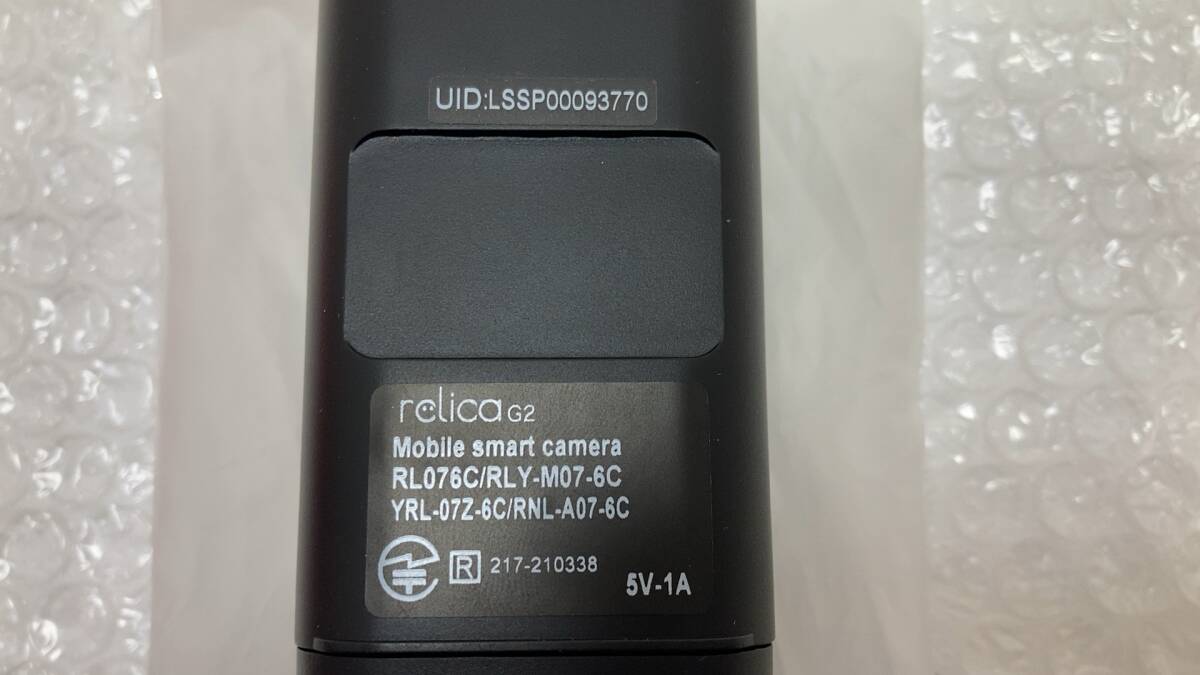 UID:LSSP00093770
relica G2
Mobile smart camera
RL076C/RLY-M07-6C
YRL-07Z-6C/RNL-A07-6C
R 217-210338
5V-1A